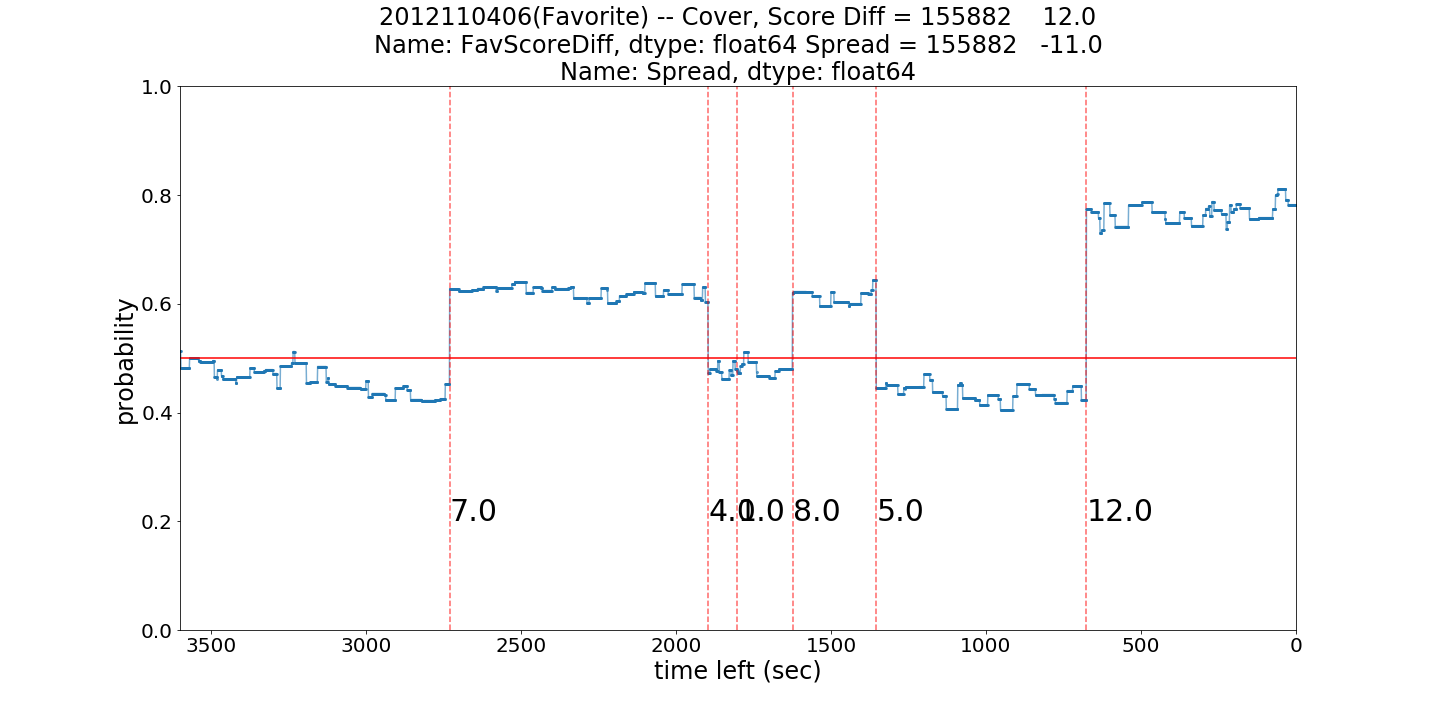 2012110406(Favorite) -- Cover, Score Diff = 155882    12.0
Name: FavScoreDiff, dtype: float64 Spread = 155882   -11.0
Name: Spread, dtype: float64
1.0
0.8
0.6
0.4
0.2
0.0
probability
7.0
4.0
1.0
8.0
5.0
12.0
3500 3000 2500 2000 1500 1000 500 0
time left (sec)